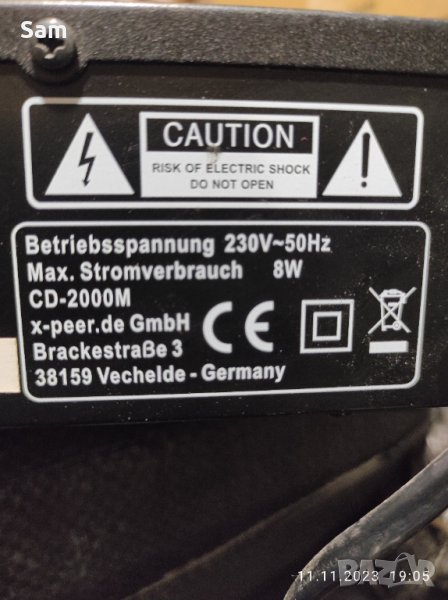 Sam
CAUTION
RISK OF ELECTRIC SHOCK
DO NOT OPEN
Betriebsspannung 230V~50Hz
Max. Stromverbrauch 8W
CD-2000M
x-peer.de GmbH
Brackestraße 3
38159 Vechelde - Germany
CE
11.11.2023 19:05
BAZAR